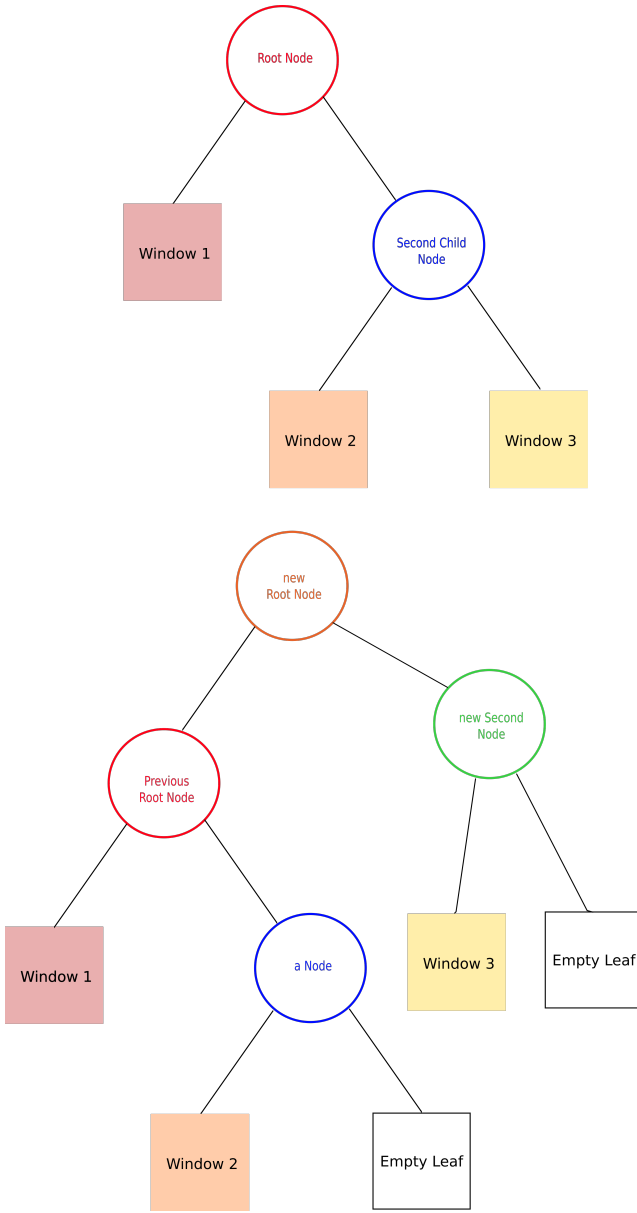 Root Node
Window 1
Second Child
Node
Window 2
Window 3
new
Root Node
new Second
Node
Previous
Root Node
Window 1
a Node
Window 3
Empty Leaf
Window 2
Empty Leaf